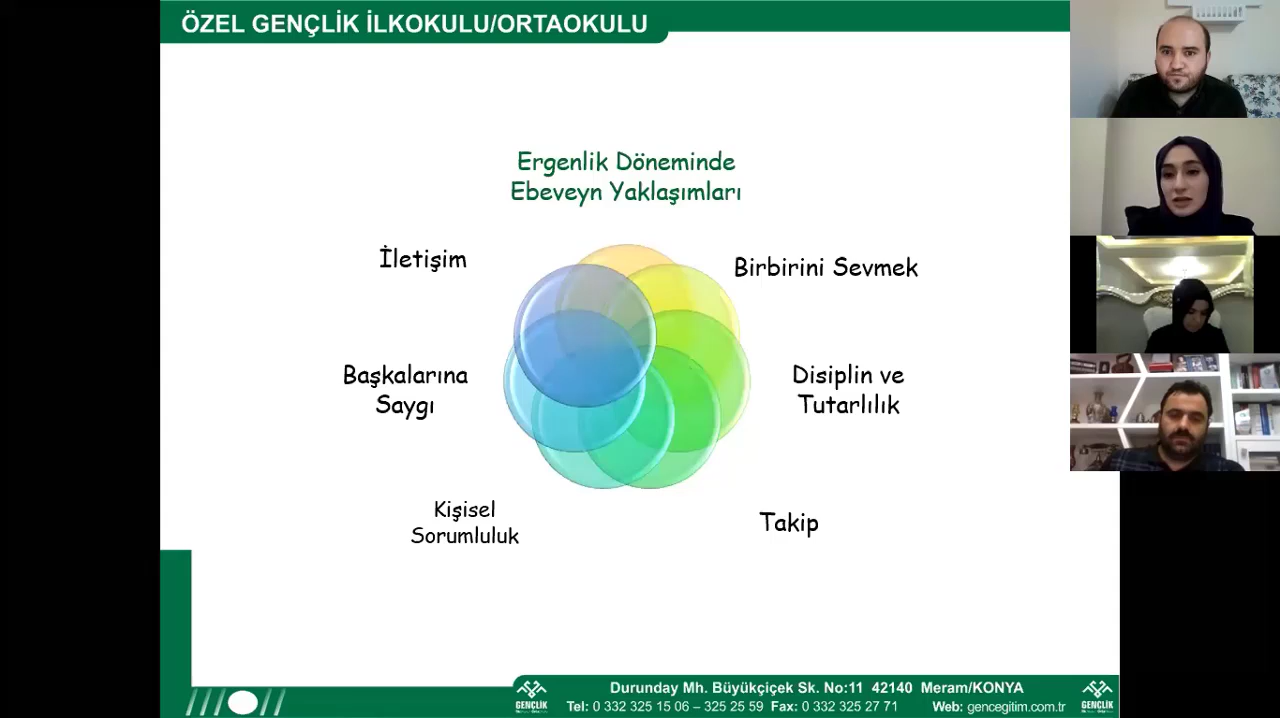 ÖZEL GENÇLİK İLKOKULU/ORTAOKULU
Ergenlik Döneminde
Ebeveyn Yaklaşımları
İletişim
Birbirini Sevmek
Başkalarına
Saygı
Disiplin ve
Tutarlılık
Kişisel
Sorumluluk
Takip
GENÇLİK
Durunday Mh. Büyükçiçek Sk. No:11 42140 Meram/KONYA
Tel: 0 332 325 15 06 – 325 25 59 Fax: 0 332 325 27 71 Web: gencegitim.com.tr
GENÇLİK